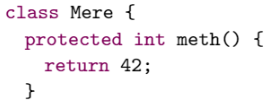 class Mere {
  protected int meth() {
    return 42;
  }